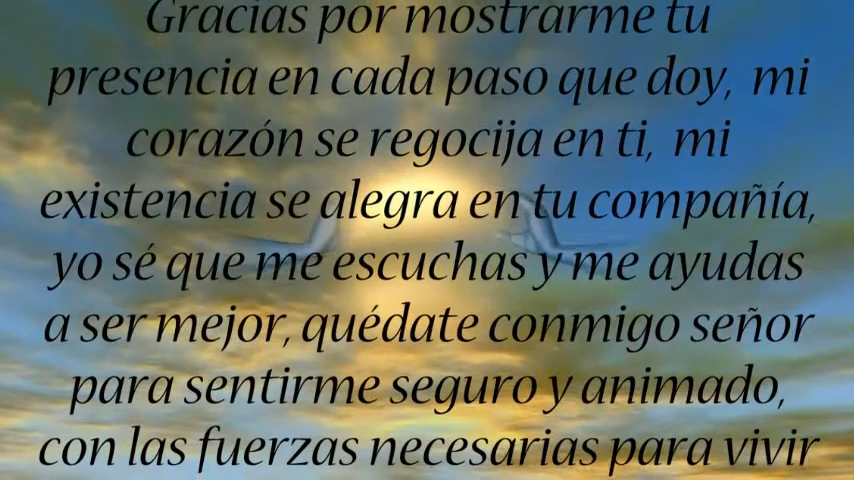 Gracias por mostrarme tu
presencia en cada paso que doy, mi
corazón se regocija en ti, mi
existencia se alegra en tu compañía,
yo sé que me escuchas y me ayudas
a ser mejor, quédate conmigo señor
para sentirme seguro y animado,
con las fuerzas necesarias para vivir